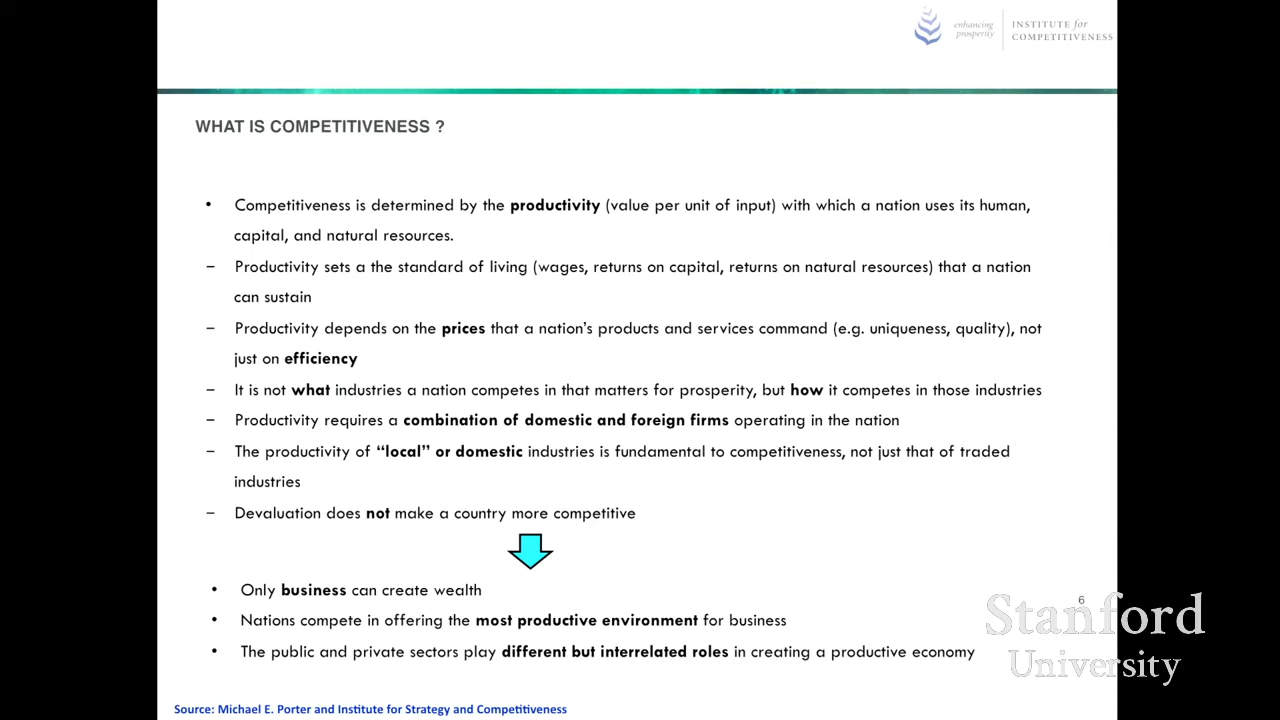 enhancing
prosperity
INSTITUTE for
COMPETITIVENESS
WHAT IS COMPETITIVENESS ?
• Competitiveness is determined by the productivity (value per unit of input) with which a nation uses its human,
capital, and natural resources.
– Productivity sets a the standard of living (wages, returns on capital, returns on natural resources) that a nation
can sustain
– Productivity depends on the prices that a nation’s products and services command (e.g. uniqueness, quality), not
just on efficiency
– It is not what industries a nation competes in that matters for prosperity, but how it competes in those industries
– Productivity requires a combination of domestic and foreign firms operating in the nation
– The productivity of “local” or domestic industries is fundamental to competitiveness, not just that of traded
industries
– Devaluation does not make a country more competitive
• Only business can create wealth
• Nations compete in offering the most productive environment for business
• The public and private sectors play different but interrelated roles in creating a productive economy
6
Stanford
University
Source: Michael E. Porter and Institute for Strategy and Competitiveness